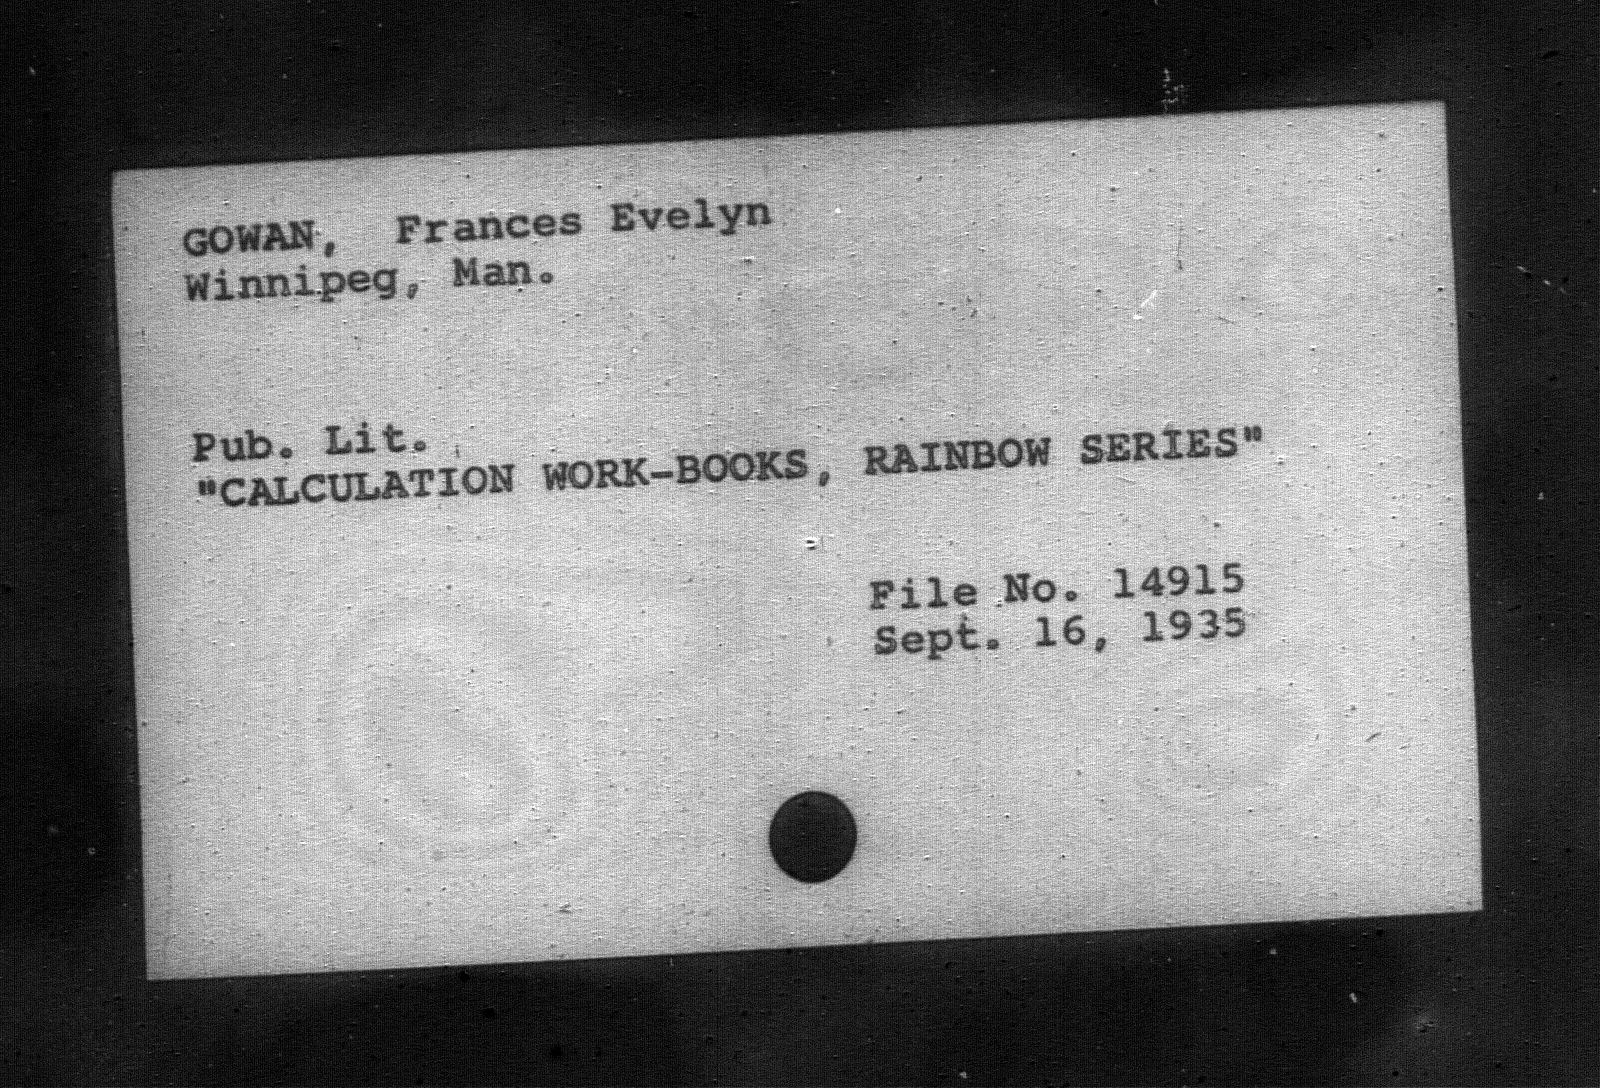 GOWAN, Frances Evelyn
Winnipeg, Man.
Pub. Lit.
"CALCULATION WORK-BOOKS, RAINBOW SERIES"
File No. 14915
Sept. 16, 1935